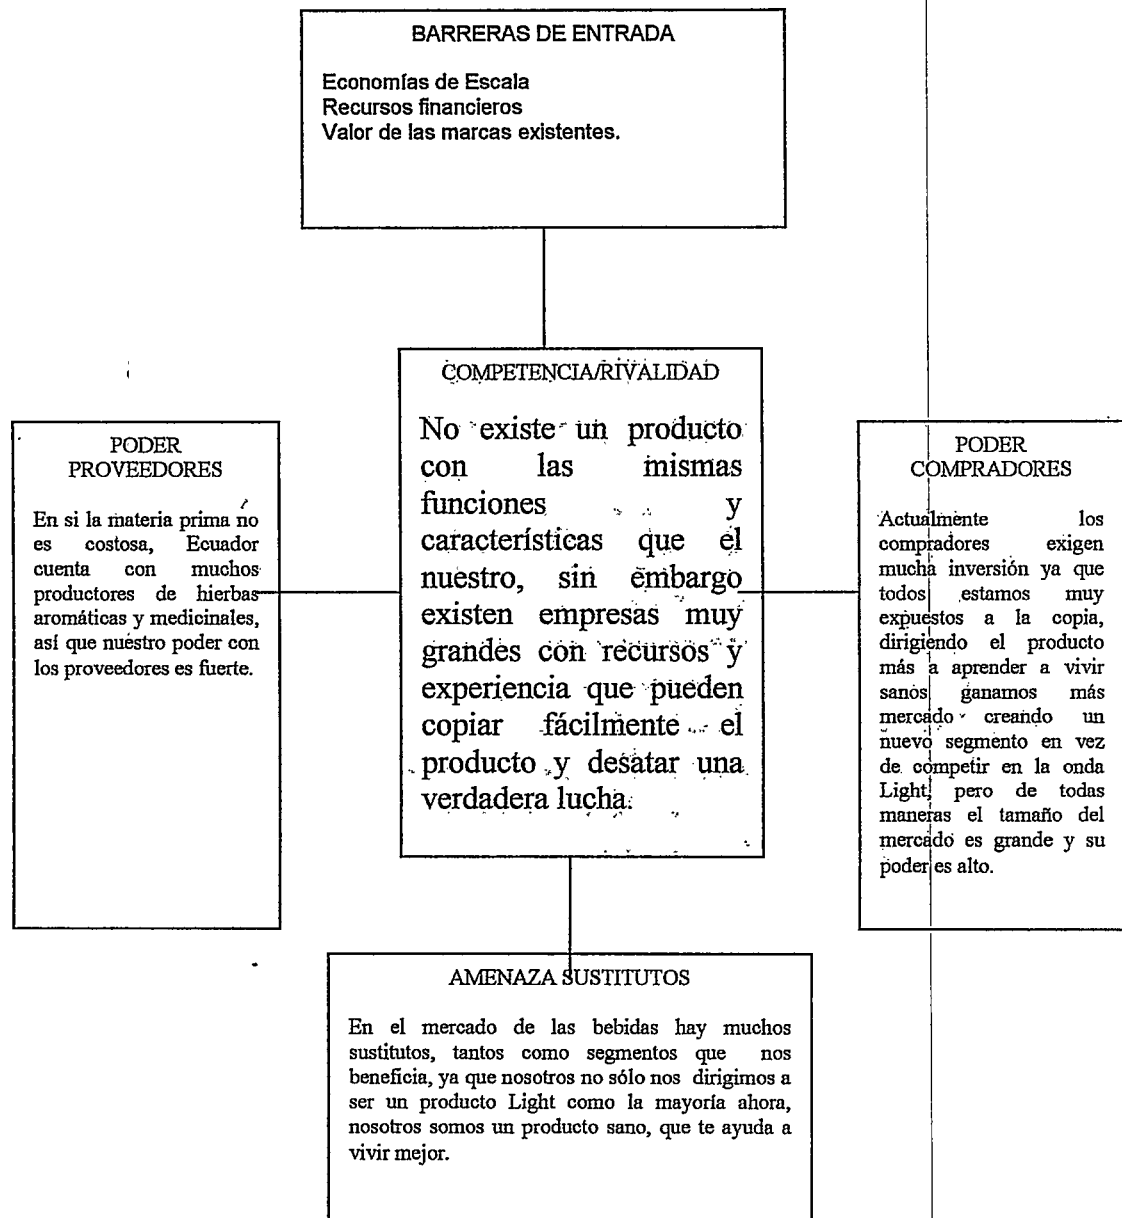 BARRERAS DE ENTRADA
Economías de Escala
Recursos financieros
Valor de las marcas existentes.
COMPETENCIA/RIVALIDAD
No existe un producto
con las mismas
funciones y
características que el
nuestro, sin embargo
existen empresas muy
grandes con recursos y
experiencia que pueden
copiar fácilmente el
producto y desatar una
verdadera lucha.
PODER
PROVEEDORES
En si la materia prima no
es costosa, Ecuador
cuenta con muchos
productores de hierbas
aromáticas y medicinales,
así que nuestro poder con
los proveedores es fuerte.
PODER
COMPRADORES
Actualmente los
compradores exigen
mucha inversión ya que
todos estamos muy
expuestos a la copia,
dirigiendo el producto
más a aprender a vivir
sanos ganamos más
mercado creando un
nuevo segmento en vez
de competir en la onda
Light, pero de todas
maneras el tamaño del
mercado es grande y su
poder es alto.
AMENAZA SUSTITUTOS
En el mercado de las bebidas hay muchos
sustitutos, tantos como segmentos que nos
beneficia, ya que nosotros no sólo nos dirigimos a
ser un producto Light como la mayoría ahora,
nosotros somos un producto sano, que te ayuda a
vivir mejor.